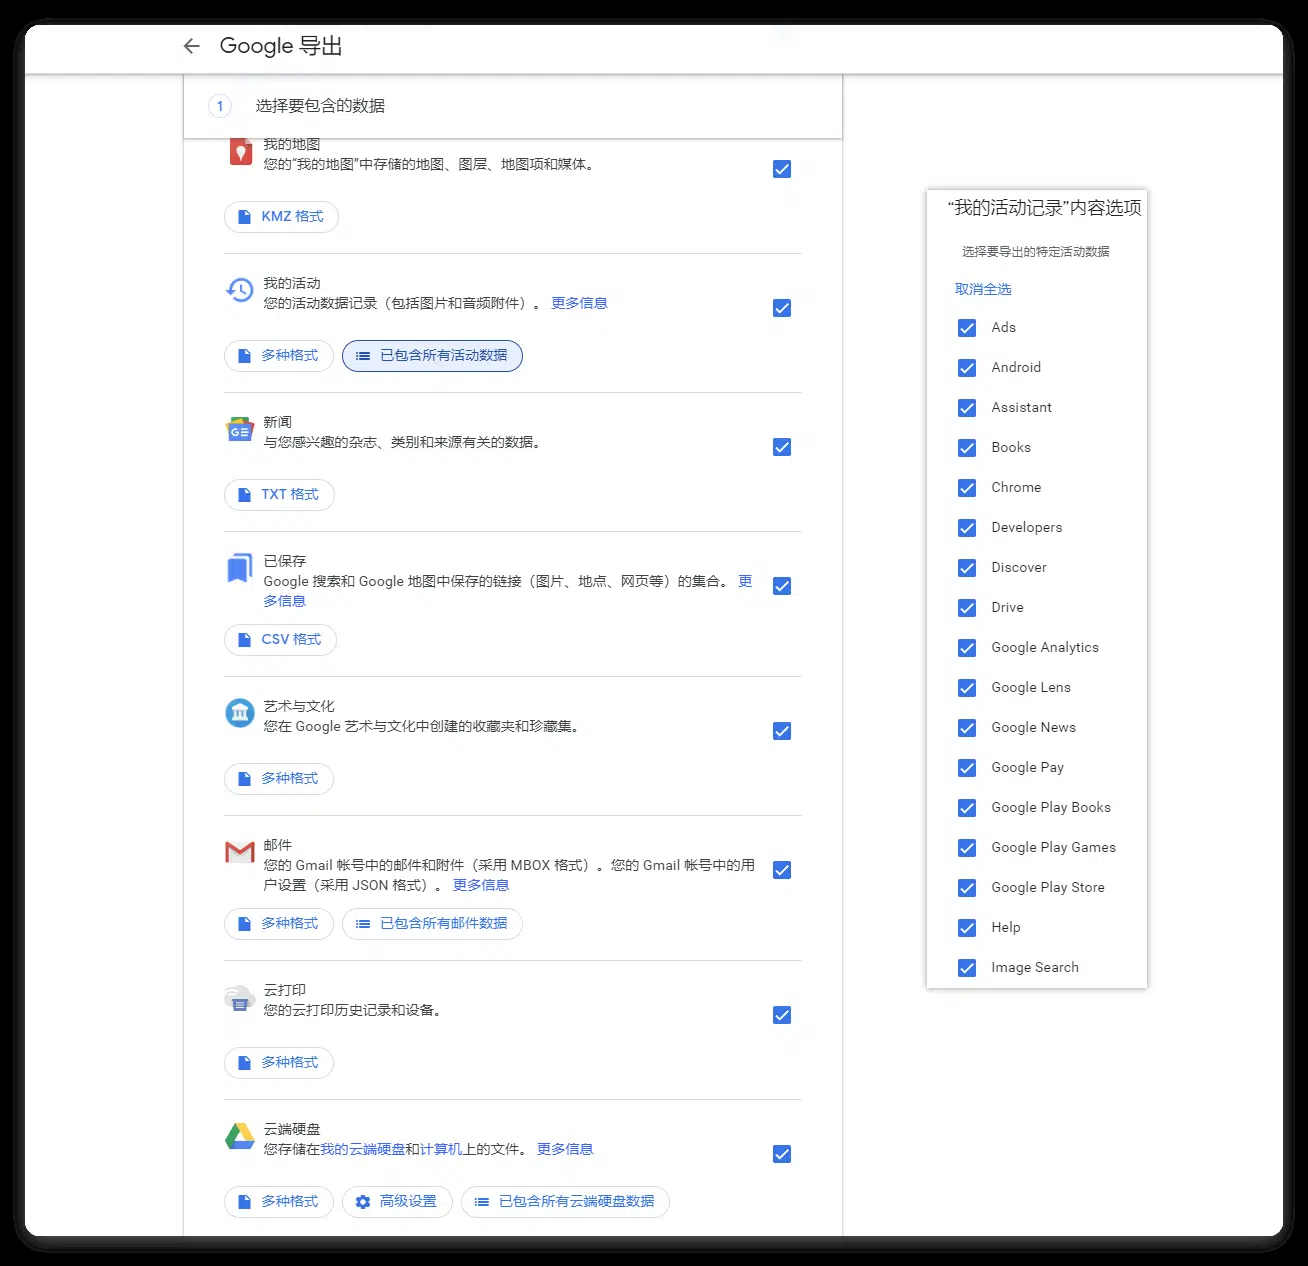 Google 导出
1
选择要包含的数据
我的地图
您的“我的地图”中存储的地图、图层、地图项和媒体。
KMZ 格式
我的活动
您的活动数据记录（包括图片和音频附件）。 更多信息
多种格式
已包含所有活动数据
新闻
与您感兴趣的杂志、类别和来源有关的数据。
TXT 格式
已保存
Google 搜索和 Google 地图中保存的链接（图片、地点、网页等）的集合。 更
多信息
CSV 格式
艺术与文化
您在 Google 艺术与文化中创建的收藏夹和珍藏集。
多种格式
邮件
您的 Gmail 帐号中的邮件和附件（采用 MBOX 格式）。您的 Gmail 帐号中的用
户设置（采用 JSON 格式）。 更多信息
多种格式
已包含所有邮件数据
云打印
您的云打印历史记录和设备。
多种格式
云端硬盘
您存储在我的云端硬盘和计算机上的文件。 更多信息
多种格式
高级设置
已包含所有云端硬盘数据
“我的活动记录”内容选项
选择要导出的特定活动数据
取消全选
Ads
Android
Assistant
Books
Chrome
Developers
Discover
Drive
Google Analytics
Google Lens
Google News
Google Pay
Google Play Books
Google Play Games
Google Play Store
Help
Image Search